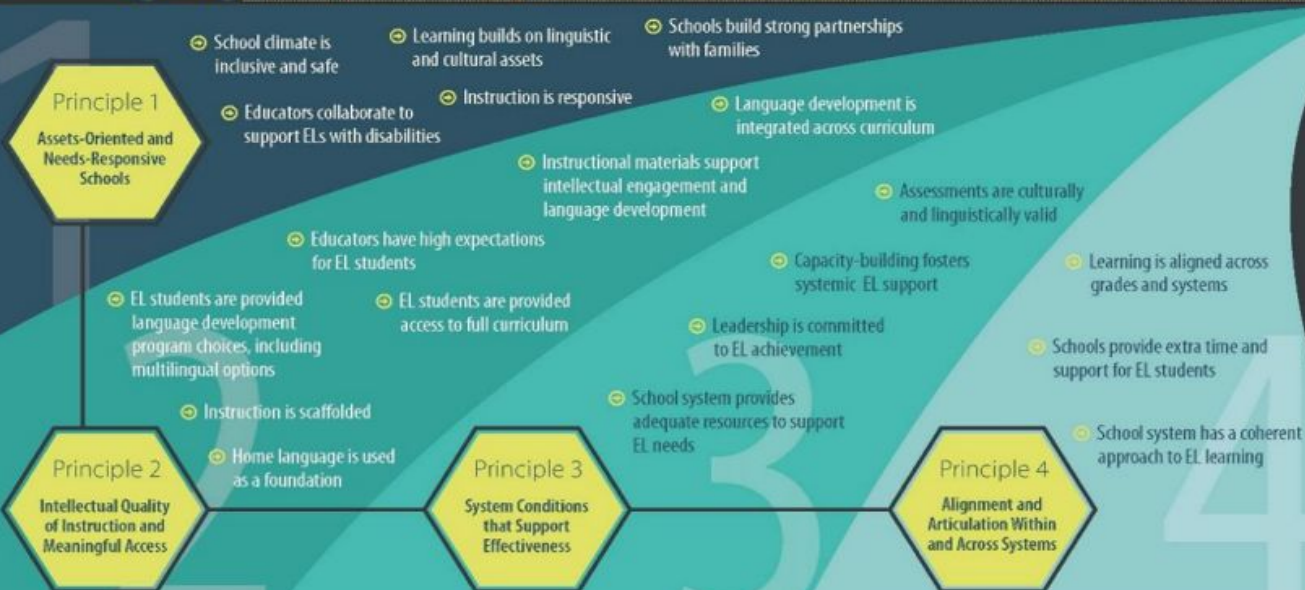 1
School climate is
inclusive and safe
Learning builds on linguistic
and cultural assets
Schools build strong partnerships
with families
Principle 1
Assets-Oriented and
Needs-Responsive
Schools
Educators collaborate to
support ELs with disabilities
Instruction is responsive
Language development is
integrated across curriculum
Instructional materials support
intellectual engagement and
language development
Assessments are culturally
and linguistically valid
Educators have high expectations
for EL students
Capacity-building fosters
systemic EL support
Learning is aligned across
grades and systems
EL students are provided
language development
program choices, including
multilingual options
EL students are provided
access to full curriculum
Leadership is committed
to EL achievement
Schools provide extra time and
support for EL students
Instruction is scaffolded
School system provides
adequate resources to support
EL needs
School system has a coherent
approach to EL learning
Home language is used
as a foundation
2
Principle 2
Intellectual Quality
of Instruction and
Meaningful Access
3
Principle 3
System Conditions
that Support
Effectiveness
4
Principle 4
Alignment and
Articulation Within
and Across Systems